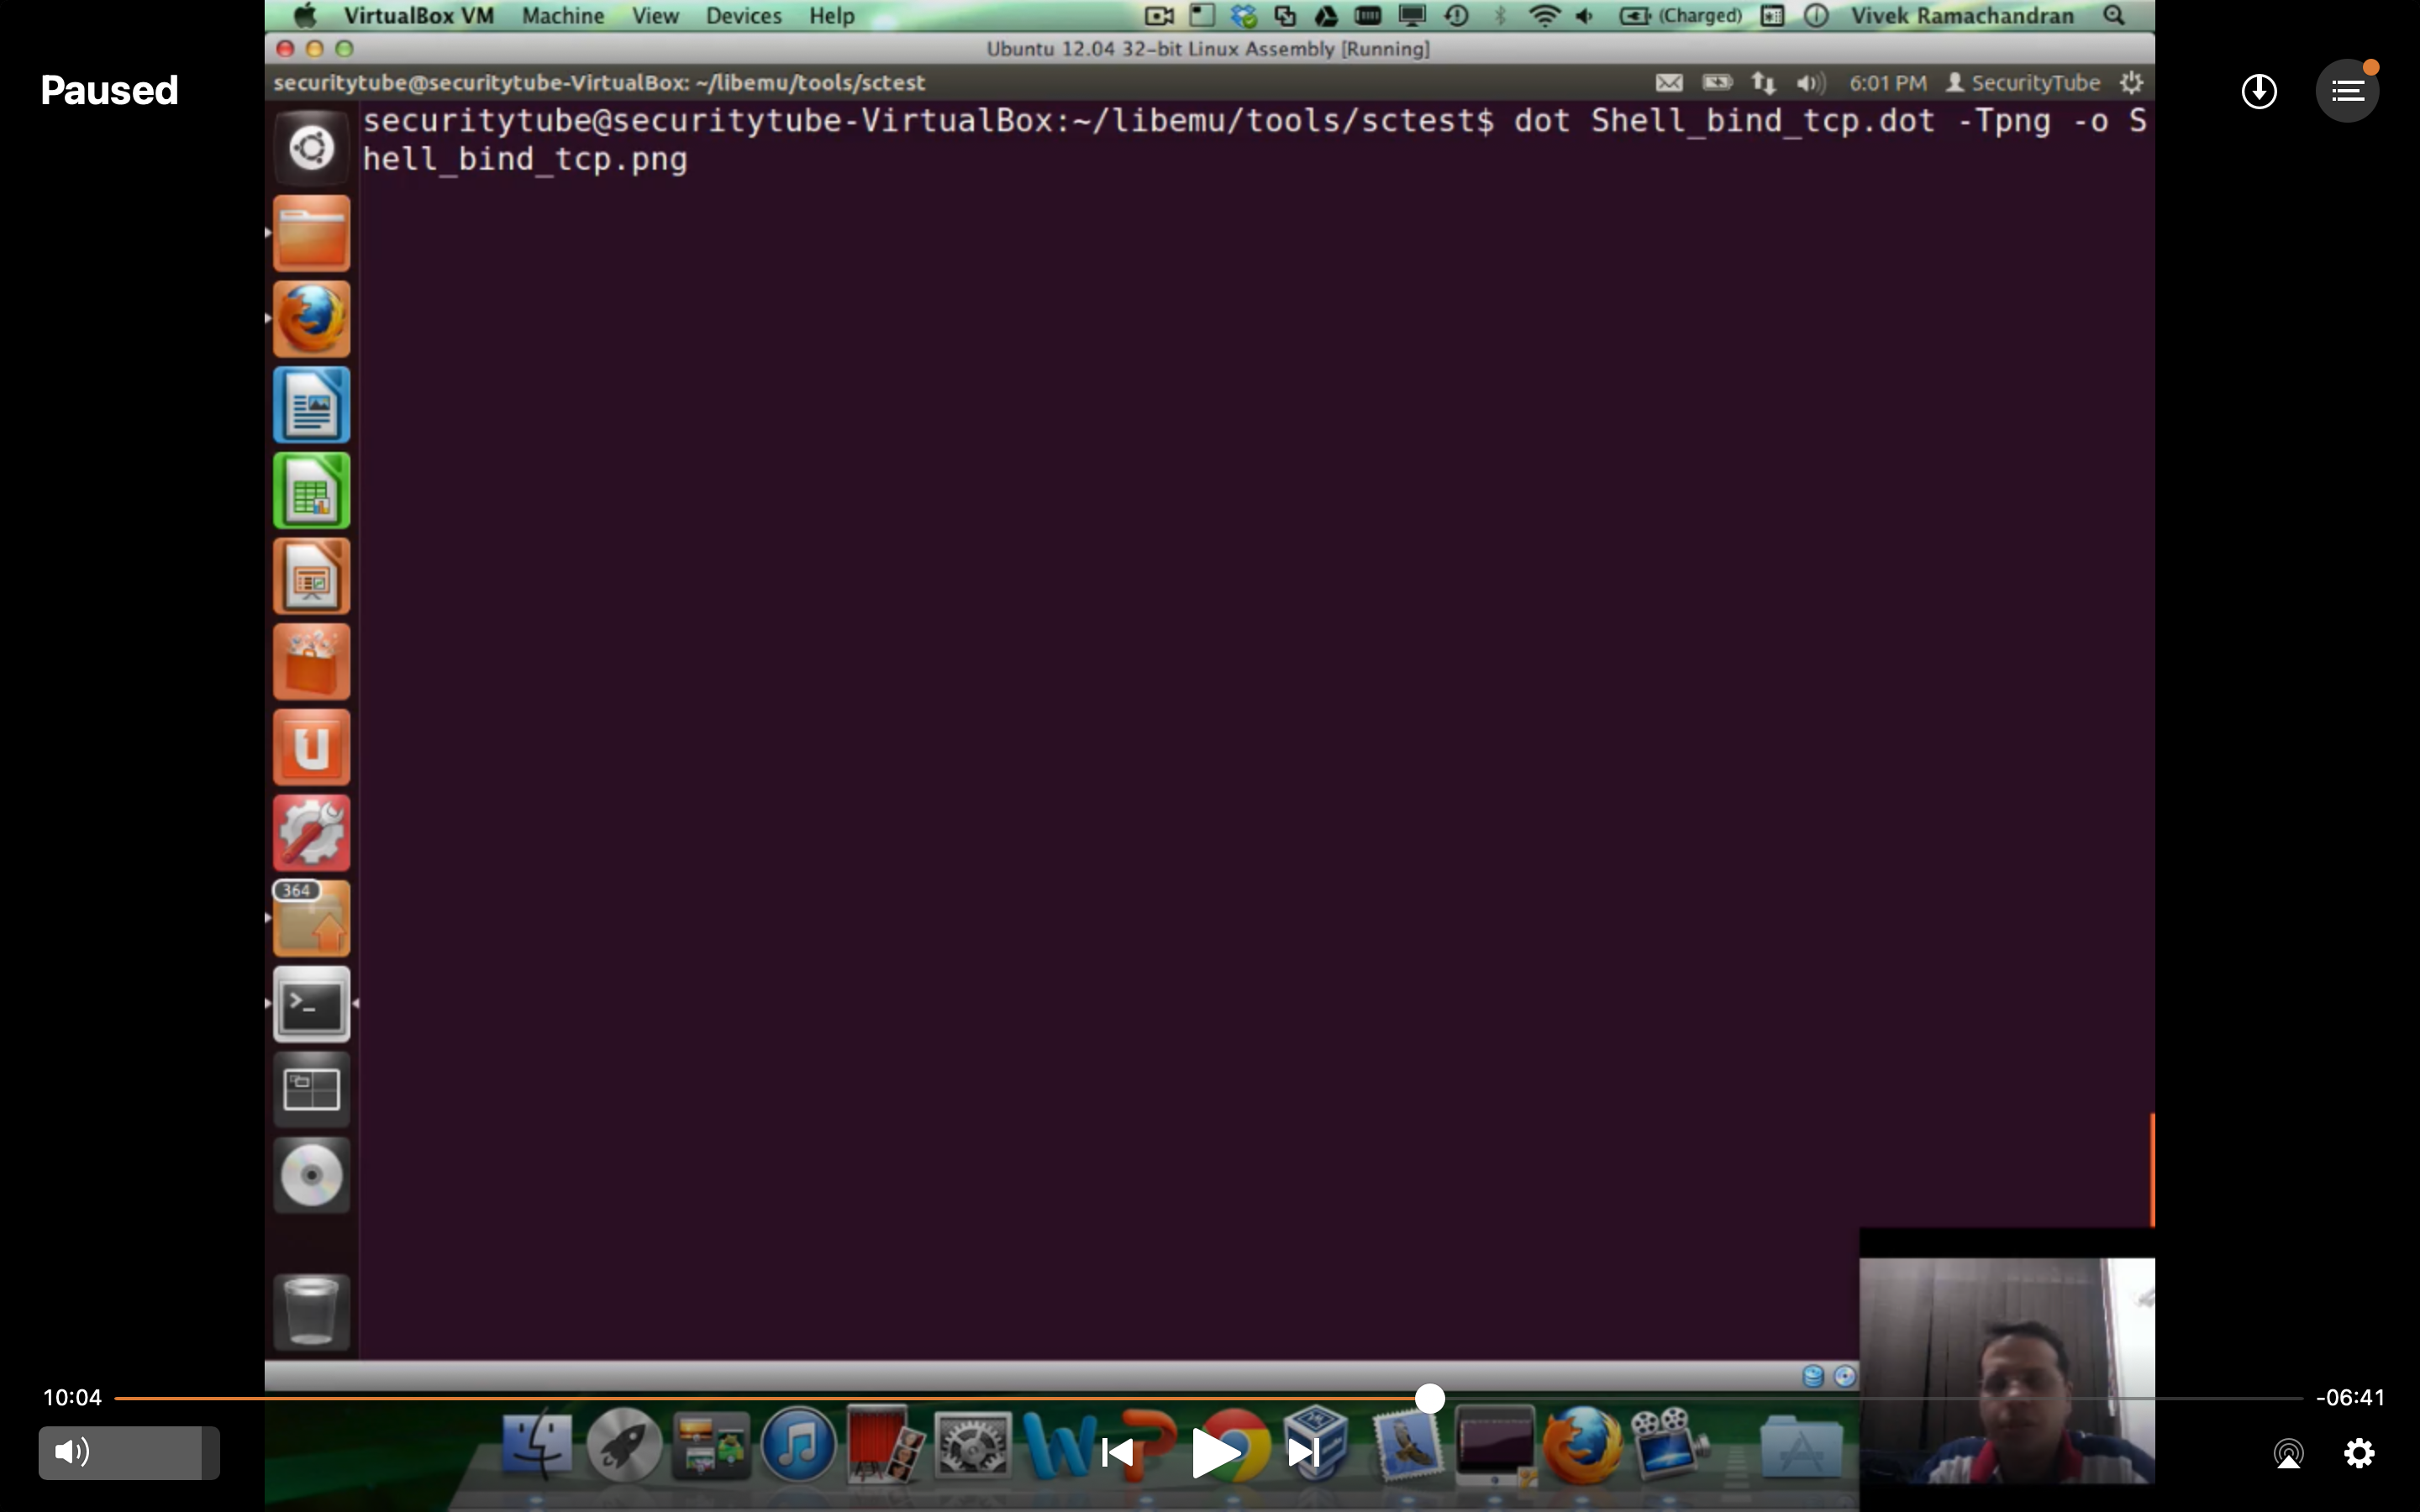 VirtualBox VM Machine View Devices Help (Charged) Vivek Ramachandran
Ubuntu 12.04 32-bit Linux Assembly [Running]
Paused
securitytube@securitytube-VirtualBox: ~/libemu/tools/sctest 6:01 PM SecurityTube
securitytube@securitytube-VirtualBox:~/libemu/tools/sctest$ dot Shell_bind_tcp.dot -Tpng -o S
hell_bind_tcp.png
364
10:04 -06:41